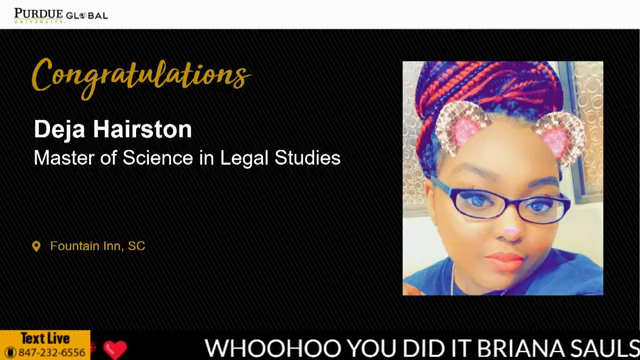 PURDUE GLOBAL
UNIVERSITY
Congratulations
Deja Hairston
Master of Science in Legal Studies
Fountain Inn, SC
Text Live
847-232-6556
WHOOHOO YOU DID IT BRIANA SAULS